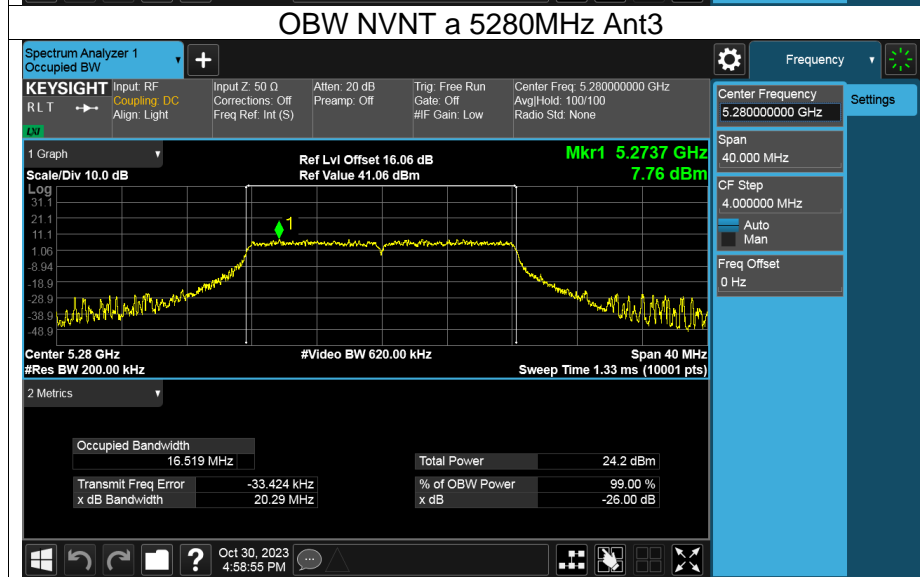 OBW NVNT a 5280MHz Ant3
Spectrum Analyzer 1
Occupied BW
+
Frequency
KEYSIGHT
R L T
LXI
Input: RF
Coupling: DC
Align: Light
Input Z: 50 Ω
Corrections: Off
Freq Ref: Int (S)
Atten: 20 dB
Preamp: Off
Trig: Free Run
Gate: Off
#IF Gain: Low
Center Freq: 5.280000000 GHz
Avg|Hold: 100/100
Radio Std: None
Center Frequency
5.28000000 GHz
Settings
Span
40.000 MHz
CF Step
4.000000 MHz
Auto
Man
Freq Offset
0 Hz
1 Graph
Ref Lvl Offset 16.06 dB
Mkr1 5.2737 GHz
Scale/Div 10.0 dB
Ref Value 41.06 dBm
7.76 dBm
Log
31.1
21.1
11.1
1.06
-8.94
-18.9
-28.9
-38.9
-48.9
1
Center 5.28 GHz
#Video BW 620.00 kHz
Span 40 MHz
#Res BW 200.00 kHz
Sweep Time 1.33 ms (10001 pts)
2 Metrics
Occupied Bandwidth
16.519 MHz
Total Power 24.2 dBm
Transmit Freq Error -33.424 kHz
% of OBW Power 99.00 %
x dB Bandwidth 20.29 MHz
x dB -26.00 dB
?
Oct 30, 2023
4:58:55 PM